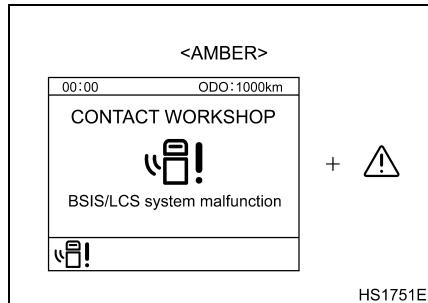 <AMBER>
00:00 ODO:1000km
CONTACT WORKSHOP
BSIS/LCS system malfunction
+
HS1751E